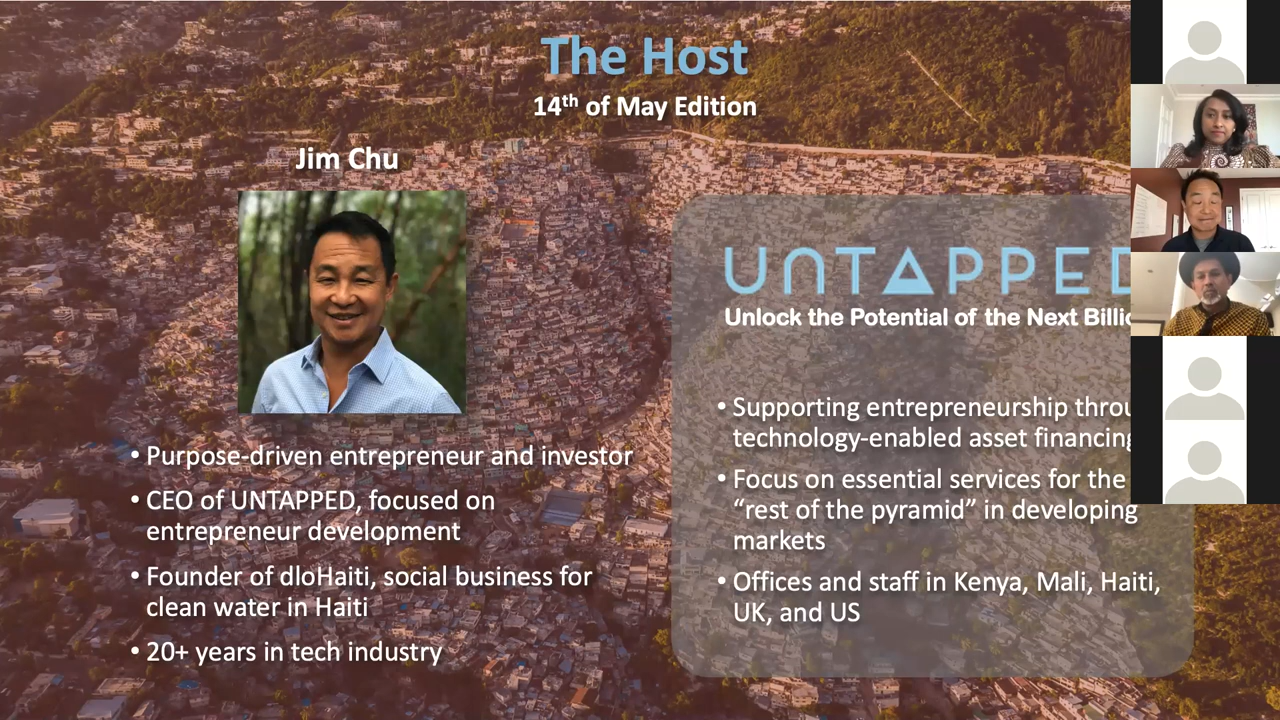 The Host
14th of May Edition
Jim Chu
• Purpose-driven entrepreneur and investor
• CEO of UNTAPPED, focused on
entrepreneur development
• Founder of dloHaiti, social business for
clean water in Haiti
• 20+ years in tech industry
UNTAPPED
Unlock the Potential of the Next Billio
• Supporting entrepreneurship throu
technology-enabled asset financing
• Focus on essential services for the
“rest of the pyramid” in developing
markets
• Offices and staff in Kenya, Mali, Haiti,
UK, and US